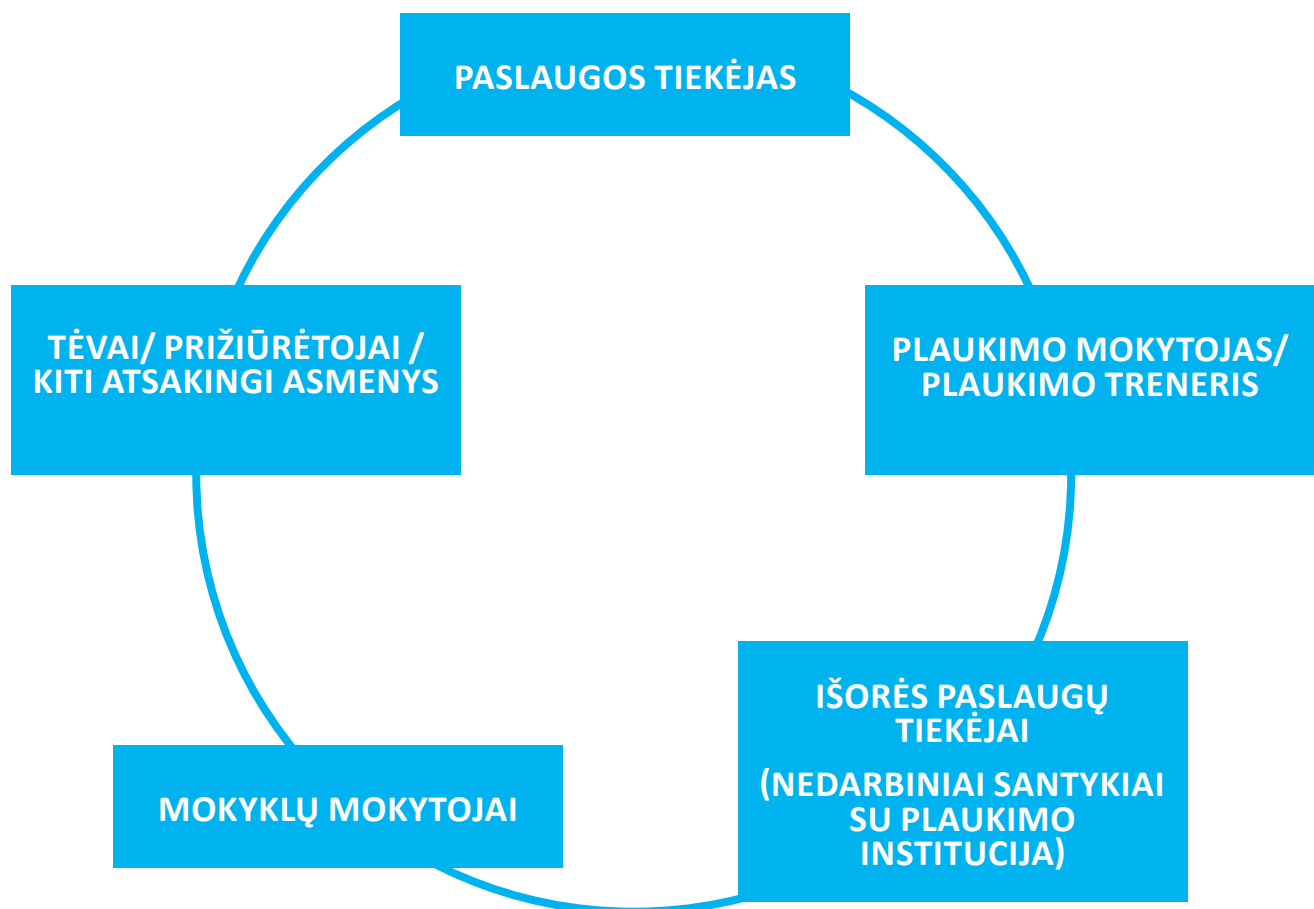 PASLAUGOS TIEKĖJAS
PLAUKIMO MOKYTOJAS/
PLAUKIMO TRENERIS
IŠORĖS PASLAUGŲ
TIEKĖJAI
(NEDARBINIAI SANTYKIAI
SU PLAUKIMO
INSTITUCIJA)
MOKYKLŲ MOKYTOJAI
TĖVAI/ PRIŽIŪRĖTOJAI /
KITI ATSAKINGI ASMENYS